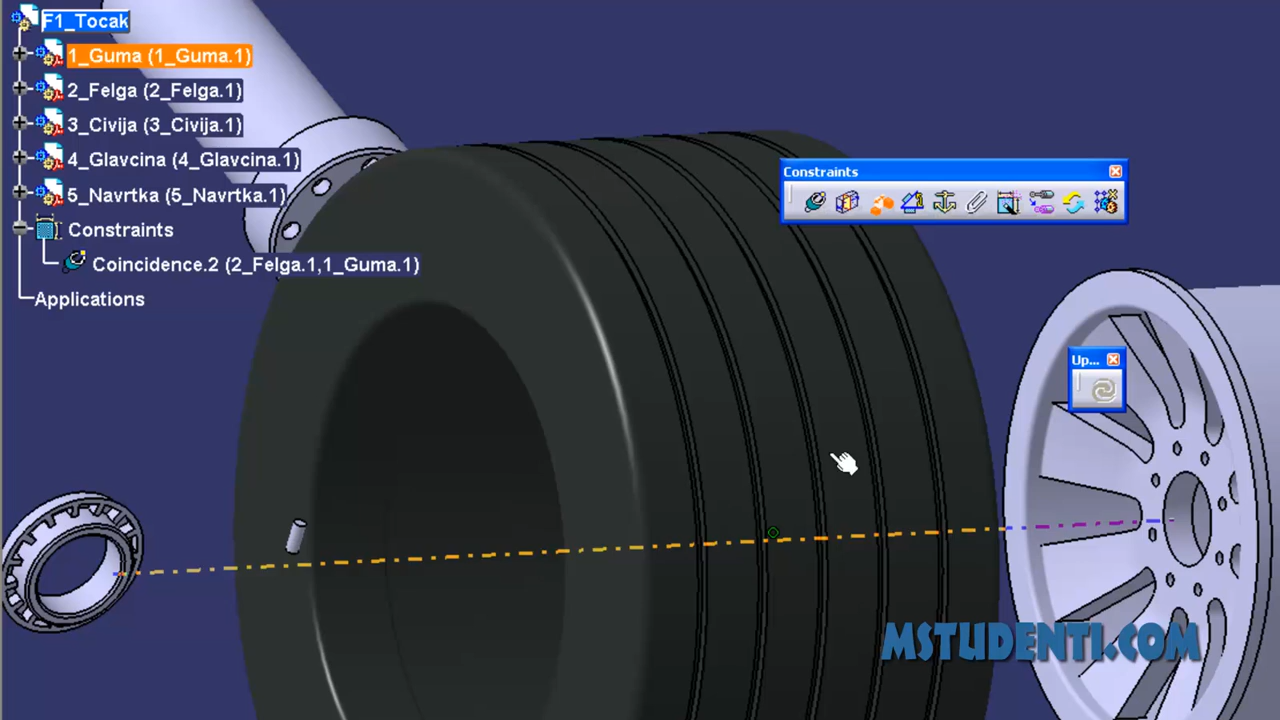 F1_Tocak
1_Guma (1_Guma.1)
2_Felga (2_Felga.1)
3_Civija (3_Civija.1)
4_Glavcina (4_Glavcina.1)
5_Navrtka (5_Navrtka.1)
Constraints
Coincidence.2 (2_Felga.1,1_Guma.1)
Applications
Constraints
Up...
MSTUDENTI.COM